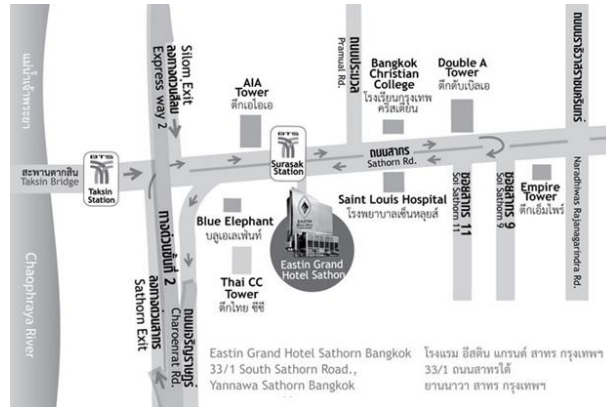 แม่น้ำเจ้าพระยา
Chaophraya River
สะพานตากสิน
Taksin Bridge
BTS
Taksin
Station
Silom Exit
ลงทางด่วนสีลม
Express way 2
AIA
Tower
ตึกเอไอเอ
BTS
Surasak
Station
ถนนประมวล
Pramual Rd.
Bangkok
Christian
College
โรงเรียนกรุงเทพ
คริสเตียน
Double A
Tower
ตึกดับเบิลเอ
ถนนนราธิวาสราชนครินทร์
Naradhiwas Rajanagarindra Rd.
ถนนสาทร
Sathorn Rd.
Saint Louis Hospital
โรงพยาบาลเซ็นหลุยส์
ซอยสาทร 11
Soi Sathorn 11
ซอยสาทร 9
Soi Sathorn 9
Empire
Tower
ตึกเอ็มไพร์
Blue Elephant
บลูเอเลเฟ่นท์
Eastin Grand
Hotel Sathon
Thai CC
Tower
ตึกไทย ซีซี
ทางด่วนขั้นที่ 2
ลงทางด่วนสาทร
Sathorn Exit
ถนนเจริญราษฎร์
Charoenrat Rd.
Eastin Grand Hotel Sathorn Bangkok
33/1 South Sathorn Road.,
Yannawa Sathorn Bangkok
โรงแรม อีสติน แกรนด์ สาทร กรุงเทพฯ
33/1 ถนนสาทรใต้
ยานนาวา สาทร กรุงเทพฯ